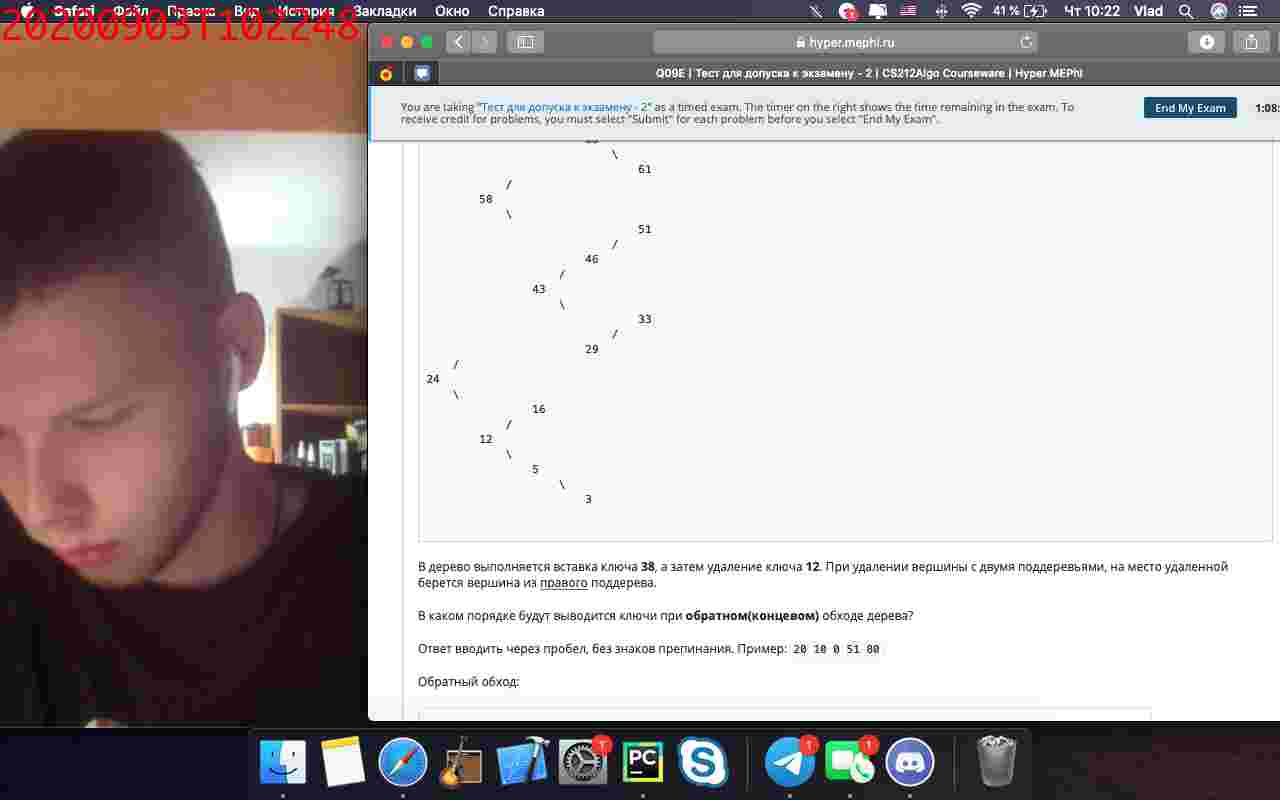 20200903T102248
Safari Файл Правка Вид История Закладки Окно Справка 41 % Чт 10:22 Vlad
hyper.mephi.ru
Q09E | Тест для допуска к экзамену - 2 | CS212Algo Courseware | Hyper.MEPhI
You are taking "Тест для допуска к экзамену - 2" as a timed exam. The timer on the right shows the time remaining in the exam. To
receive credit for problems, you must select "Submit" for each problem before you select "End My Exam".
End My Exam
1:08:
\
61
/
58
\
51
/
46
/
43
\
33
/
29
/
24
\
16
/
12
\
5
\
3
В дерево выполняется вставка ключа 38, а затем удаление ключа 12. При удалении вершины с двумя поддеревьями, на место удаленной
берется вершина из правого поддерева.
В каком порядке будут выводится ключи при обратном(концевом) обходе дерева?
Ответ вводить через пробел, без знаков препинания. Пример: 20 10 0 51 80
Обратный обход:
PC
1
1
1